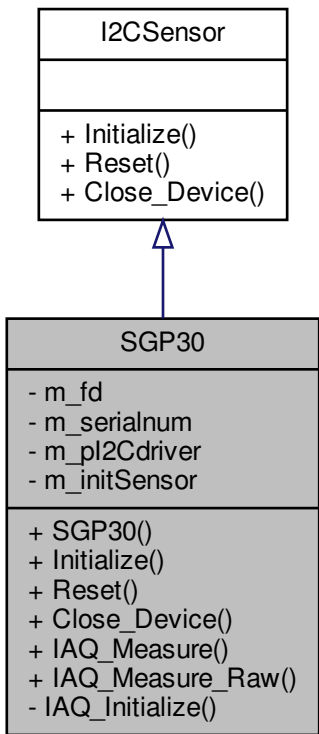 I2CSensor
+ Initialize()
+ Reset()
+ Close_Device()
SGP30
- m_fd
- m_serialnum
- m_pI2Cdriver
- m_initSensor
+ SGP30()
+ Initialize()
+ Reset()
+ Close_Device()
+ IAQ_Measure()
+ IAQ_Measure_Raw()
- IAQ_Initialize()